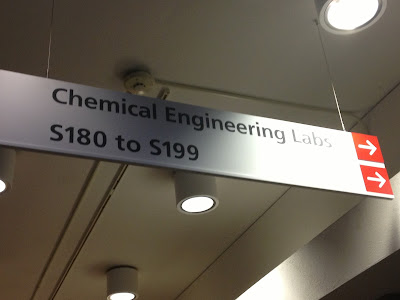 Chemical Engineering Labs
S180 to S199